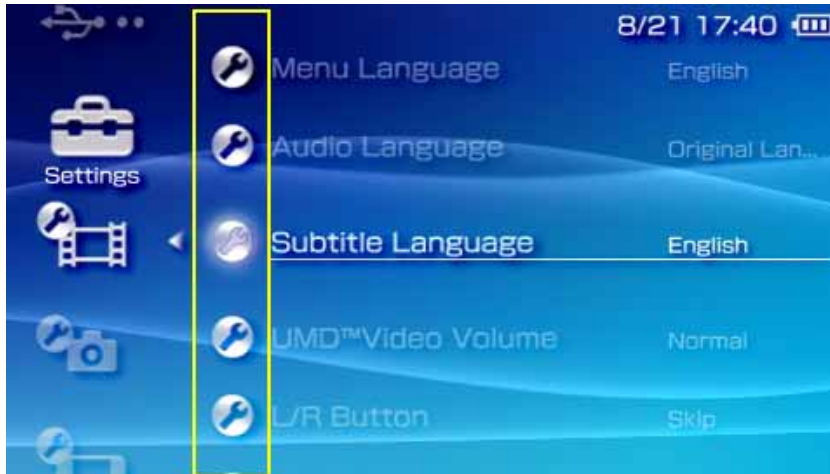 8/21 17:40
Menu Language English
Audio Language Original Lan...
Settings
Subtitle Language English
UMD™Video Volume Normal
L/R Button Skip